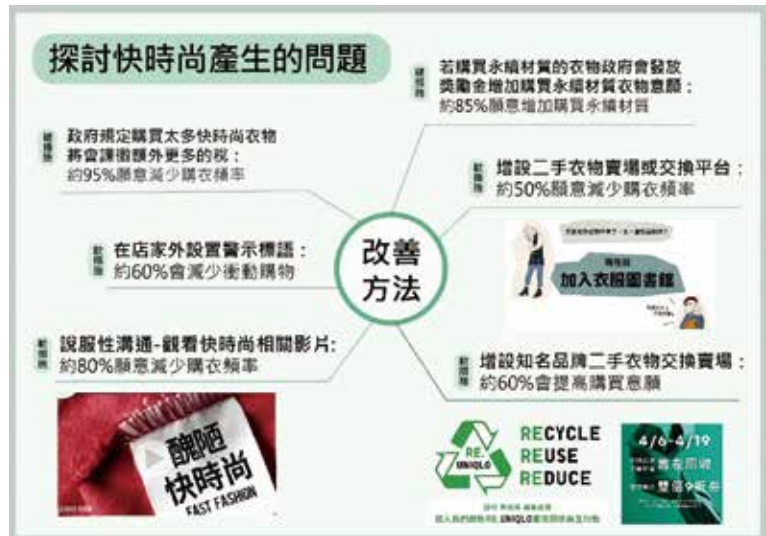 探討快時尚產生的問題
若購買永續材質的衣物政府會發放
獎勵金增加購買永續材質衣物意願:
約85%願意增加購買永續材質
政府規定購買太多快時尚衣物
將會課徵額外更多的稅:
約95%願意減少購衣頻率
增設二手衣物賣場或交換平台:
約50%願意減少購衣頻率
改善
方法
在店家外設置警示標語:
約60%會減少衝動購物
加入衣服圖書館
說服性溝通-觀看快時尚相關影片:
約80%願意減少購衣頻率
增設知名品牌二手衣物交換賣場:
約60%會提高購買意願
醜陋
快時尚
FAST FASHION
RE.
UNIQLO
RECYCLE
REUSE
REDUCE
4/6-4/19